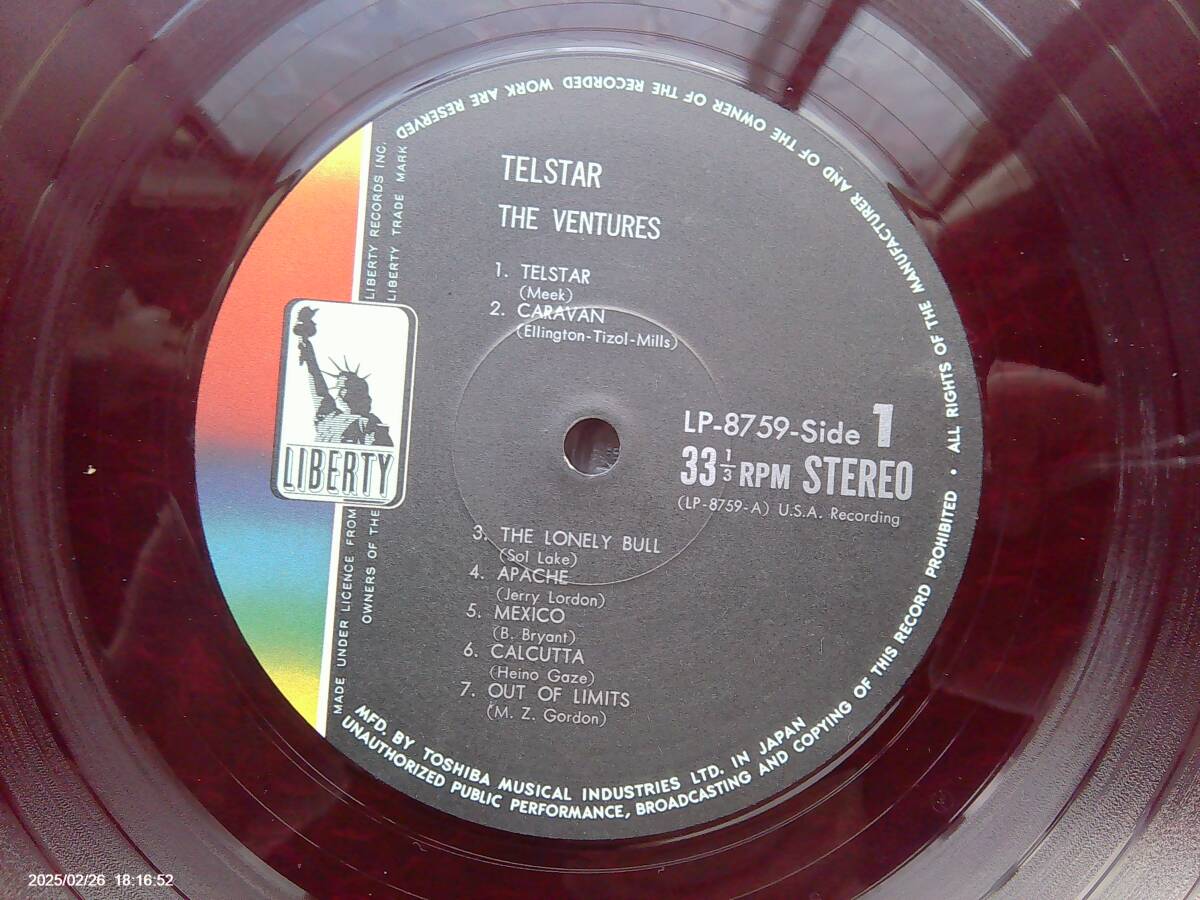 TELSTAR
THE VENTURES
1. TELSTAR
(Meek)
2. CARAVAN
(Ellington-Tizol-Mills)
LP-8759-Side 1
33 1/3 RPM STEREO
(LP-8759-A) U.S.A. Recording
3. THE LONELY BULL
(Sol Lake)
4. APACHE
(Jerry Lordon)
5. MEXICO
(B. Bryant)
6. CALCUTTA
(Heino Gaze)
7. OUT OF LIMITS
(M. Z. Gordon)
LIBERTY
MADE UNDER LICENCE FROM LIBERTY RECORDS INC.
OWNERS OF THE LIBERTY TRADE MARK
MFD. BY TOSHIBA MUSICAL INDUSTRIES LTD. IN JAPAN
UNAUTHORIZED PUBLIC PERFORMANCE, BROADCASTING AND COPYING OF THIS RECORD PROHIBITED • ALL RIGHTS OF THE MANUFACTURER AND OF THE OWNER OF THE RECORDED WORK ARE RESERVED
2025/02/26 18:16:52